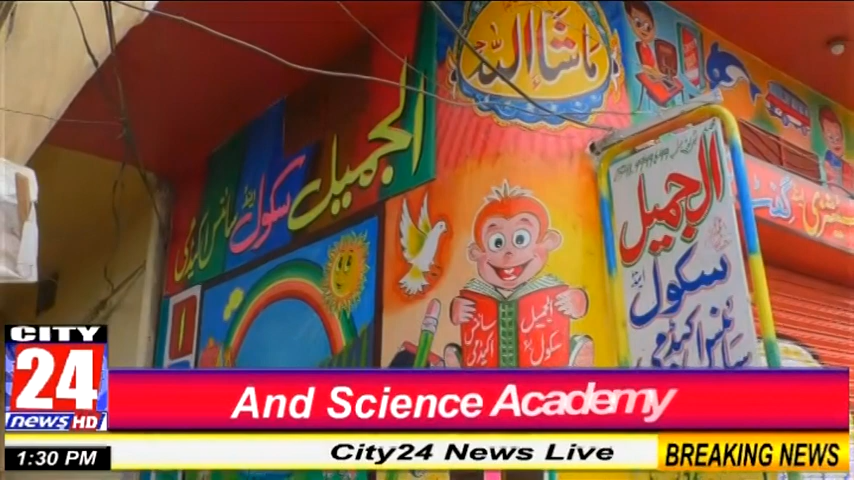 ماشاءاللہ
الجمیل
سکول اینڈ
سائنس اکیڈمی
الجمیل
سکول
اینڈ
سائنس اکیڈمی
الجمیل
سکول
سائنس
اکیڈمی
CITY
24
news HD
1:30 PM
And Science Academy
City24 News Live
BREAKING NEWS